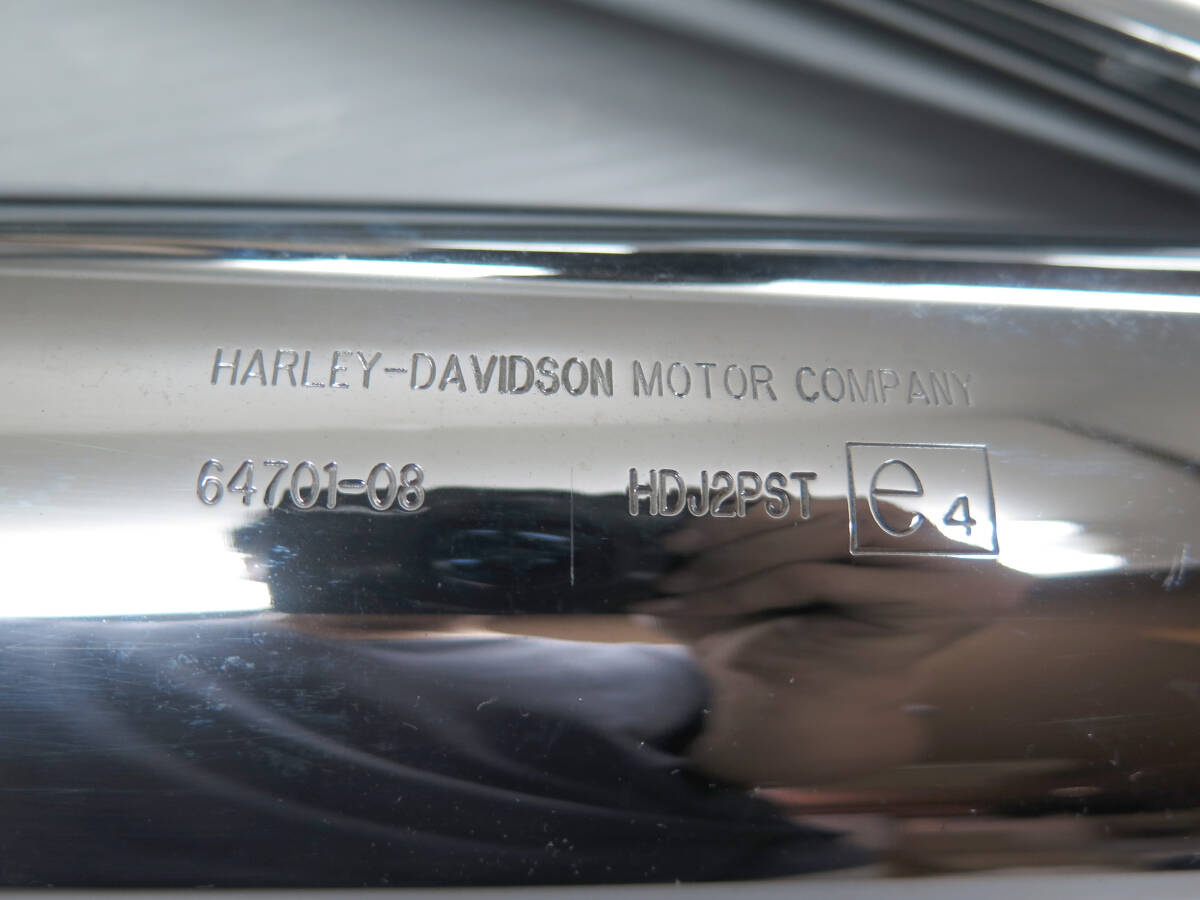 HARLEY-DAVIDSON MOTOR COMPANY
64701-08 HDJ2PST e4